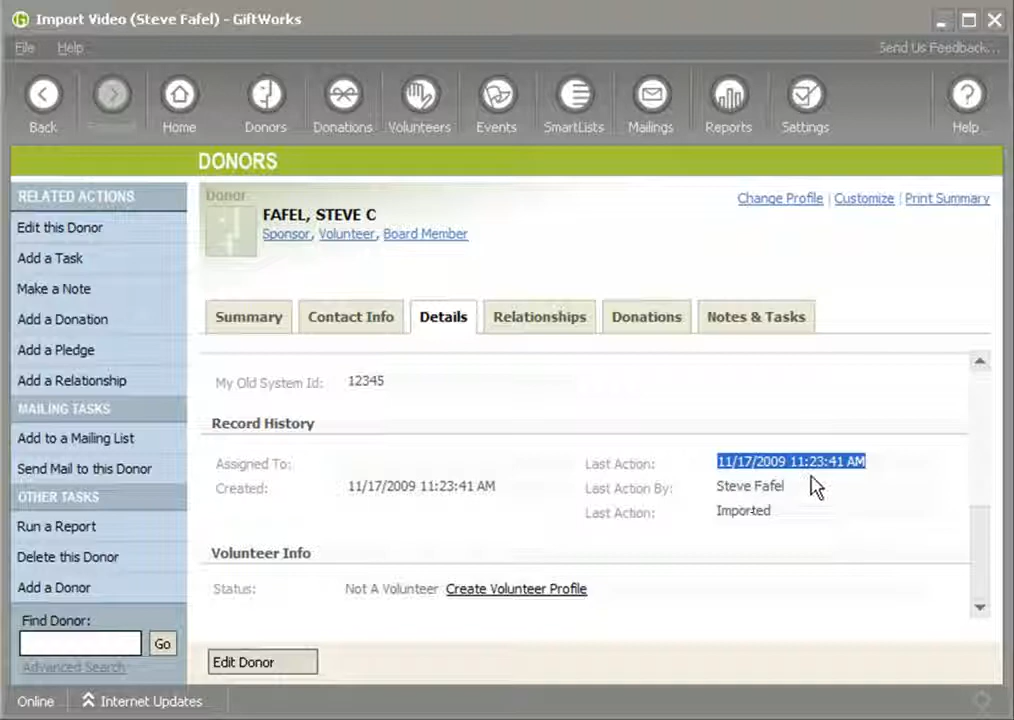 Import Video (Steve Fafel) - GiftWorks
File Help Send Us Feedback...
Back Home Donors Donations Volunteers Events SmartLists Mailings Reports Settings Help
DONORS
RELATED ACTIONS
Edit this Donor
Add a Task
Make a Note
Add a Donation
Add a Pledge
Add a Relationship
MAILING TASKS
Add to a Mailing List
Send Mail to this Donor
OTHER TASKS
Run a Report
Delete this Donor
Add a Donor
Find Donor:
Go
Advanced Search
Donor
FAFEL, STEVE C
Sponsor, Volunteer, Board Member
Change Profile | Customize | Print Summary
Summary Contact Info Details Relationships Donations Notes & Tasks
My Old System Id: 12345
Record History
Assigned To: Last Action: 11/17/2009 11:23:41 AM
Created: 11/17/2009 11:23:41 AM Last Action By: Steve Fafel
Last Action: Imported
Volunteer Info
Status: Not A Volunteer Create Volunteer Profile
Edit Donor
Online Internet Updates